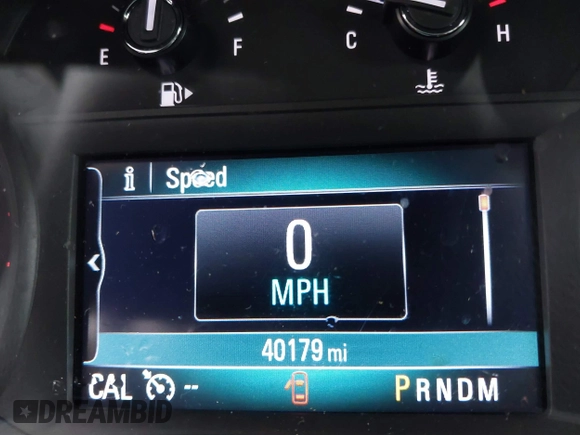 E F
C H
i Speed
0
MPH
40179 mi
CAL -- PRNDM
DREAMBID